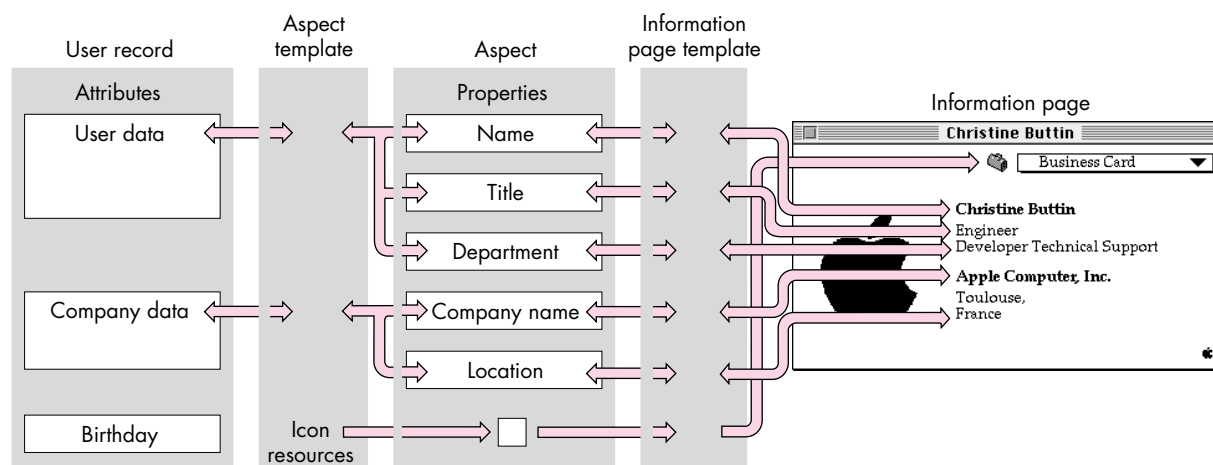 User record
Aspect
template
Aspect
Information
page template
Attributes
User data
Company data
Birthday
Icon
resources
Properties
Name
Title
Department
Company name
Location
Information page
Christine Buttin
Business Card
Christine Buttin
Engineer
Developer Technical Support
Apple Computer, Inc.
Toulouse,
France